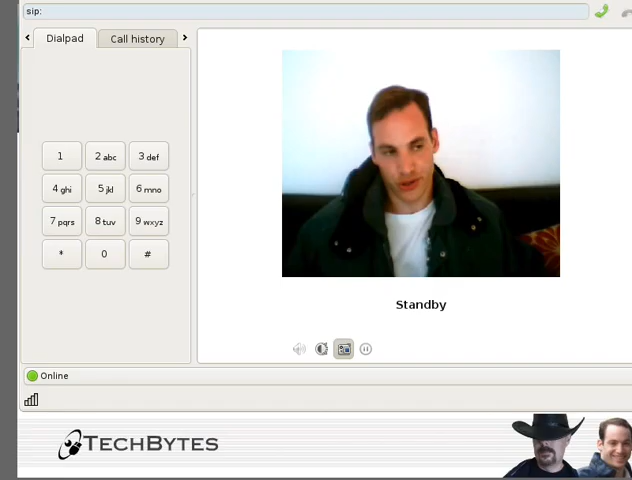 sip:
Dialpad
Call history
1
2 abc
3 def
4 ghi
5 jkl
6 mno
7 pqrs
8 tuv
9 wxyz
*
0
#
Standby
Online
TECHBYTES